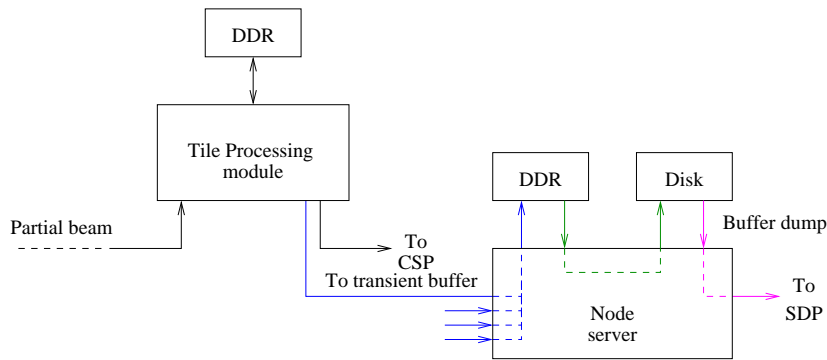 DDR
Tile Processing
module
DDR
Disk
Partial beam
Buffer dump
To
CSP
To transient buffer
To
SDP
Node
server